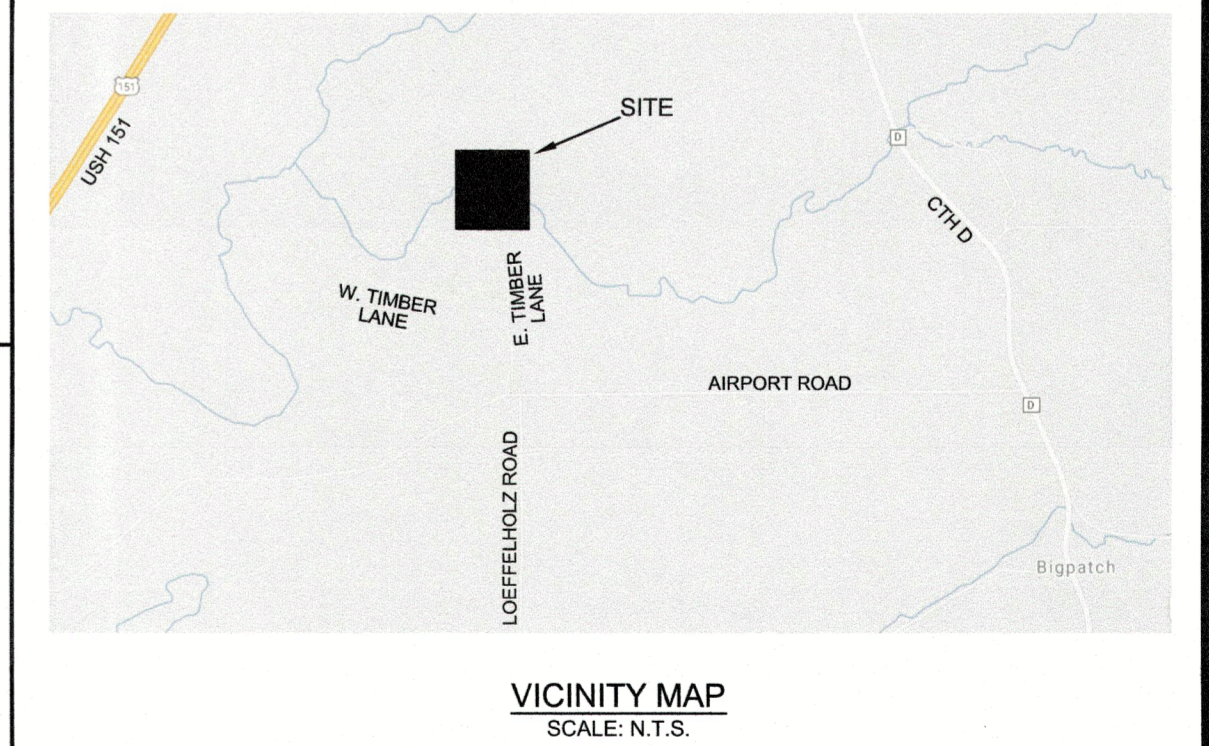 151
USH 151
SITE
D
CTH D
W. TIMBER
LANE
E. TIMBER
LANE
AIRPORT ROAD
D
LOEFFELHOLZ ROAD
Bigpatch
VICINITY MAP
SCALE: N.T.S.